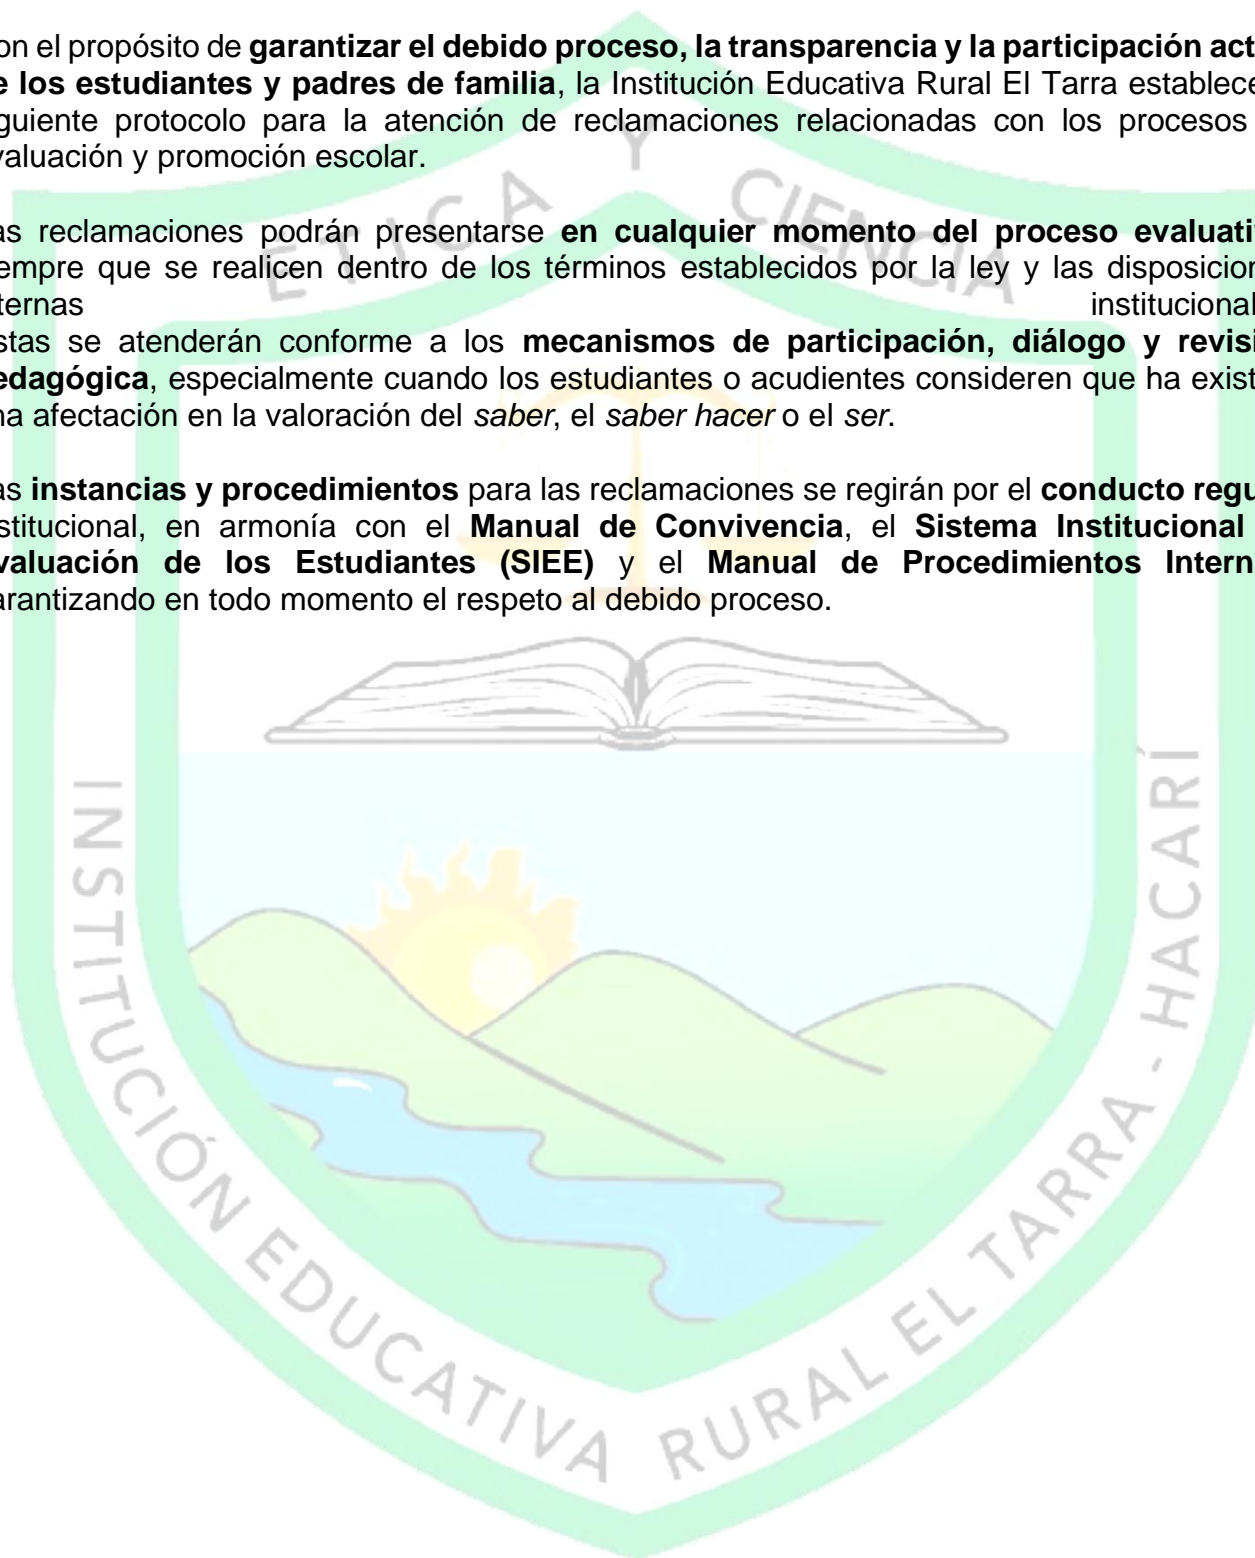 on el propósito de garantizar el debido proceso, la transparencia y la participación act
e los estudiantes y padres de familia, la Institución Educativa Rural El Tarra establece
guiente protocolo para la atención de reclamaciones relacionadas con los procesos
valuación y promoción escolar.
as reclamaciones podrán presentarse en cualquier momento del proceso evaluati
empre que se realicen dentro de los términos establecidos por la ley y las disposicion
ternas institucional
stas se atenderán conforme a los mecanismos de participación, diálogo y revisi
edagógica, especialmente cuando los estudiantes o acudientes consideren que ha exist
na afectación en la valoración del saber, el saber hacer o el ser.
as instancias y procedimientos para las reclamaciones se regirán por el conducto regu
stitucional, en armonía con el Manual de Convivencia, el Sistema Institucional
valuación de los Estudiantes (SIEE) y el Manual de Procedimientos Intern
arantizando en todo momento el respeto al debido proceso.
ETICA Y CIENCIA
INSTITUCIÓN EDUCATIVA RURAL EL TARRA - HACARÍ